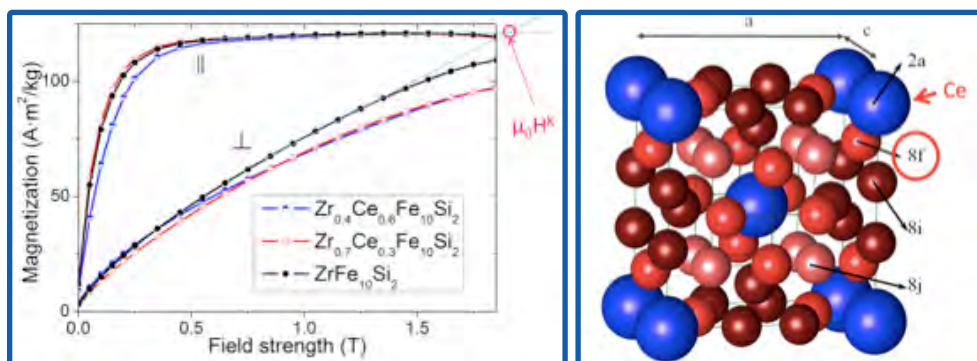 Magnetization (A·m²/kg)
100
50
0
||
⊥
μ₀Hᴷ
Zr₀.₄Ce₀.₆Fe₁₀Si₂
Zr₀.₇Ce₀.₃Fe₁₀Si₂
ZrFe₁₀Si₂
0.0 0.5 1.0 1.5
Field strength (T)
a
c
2a
Ce
8f
8i
8j